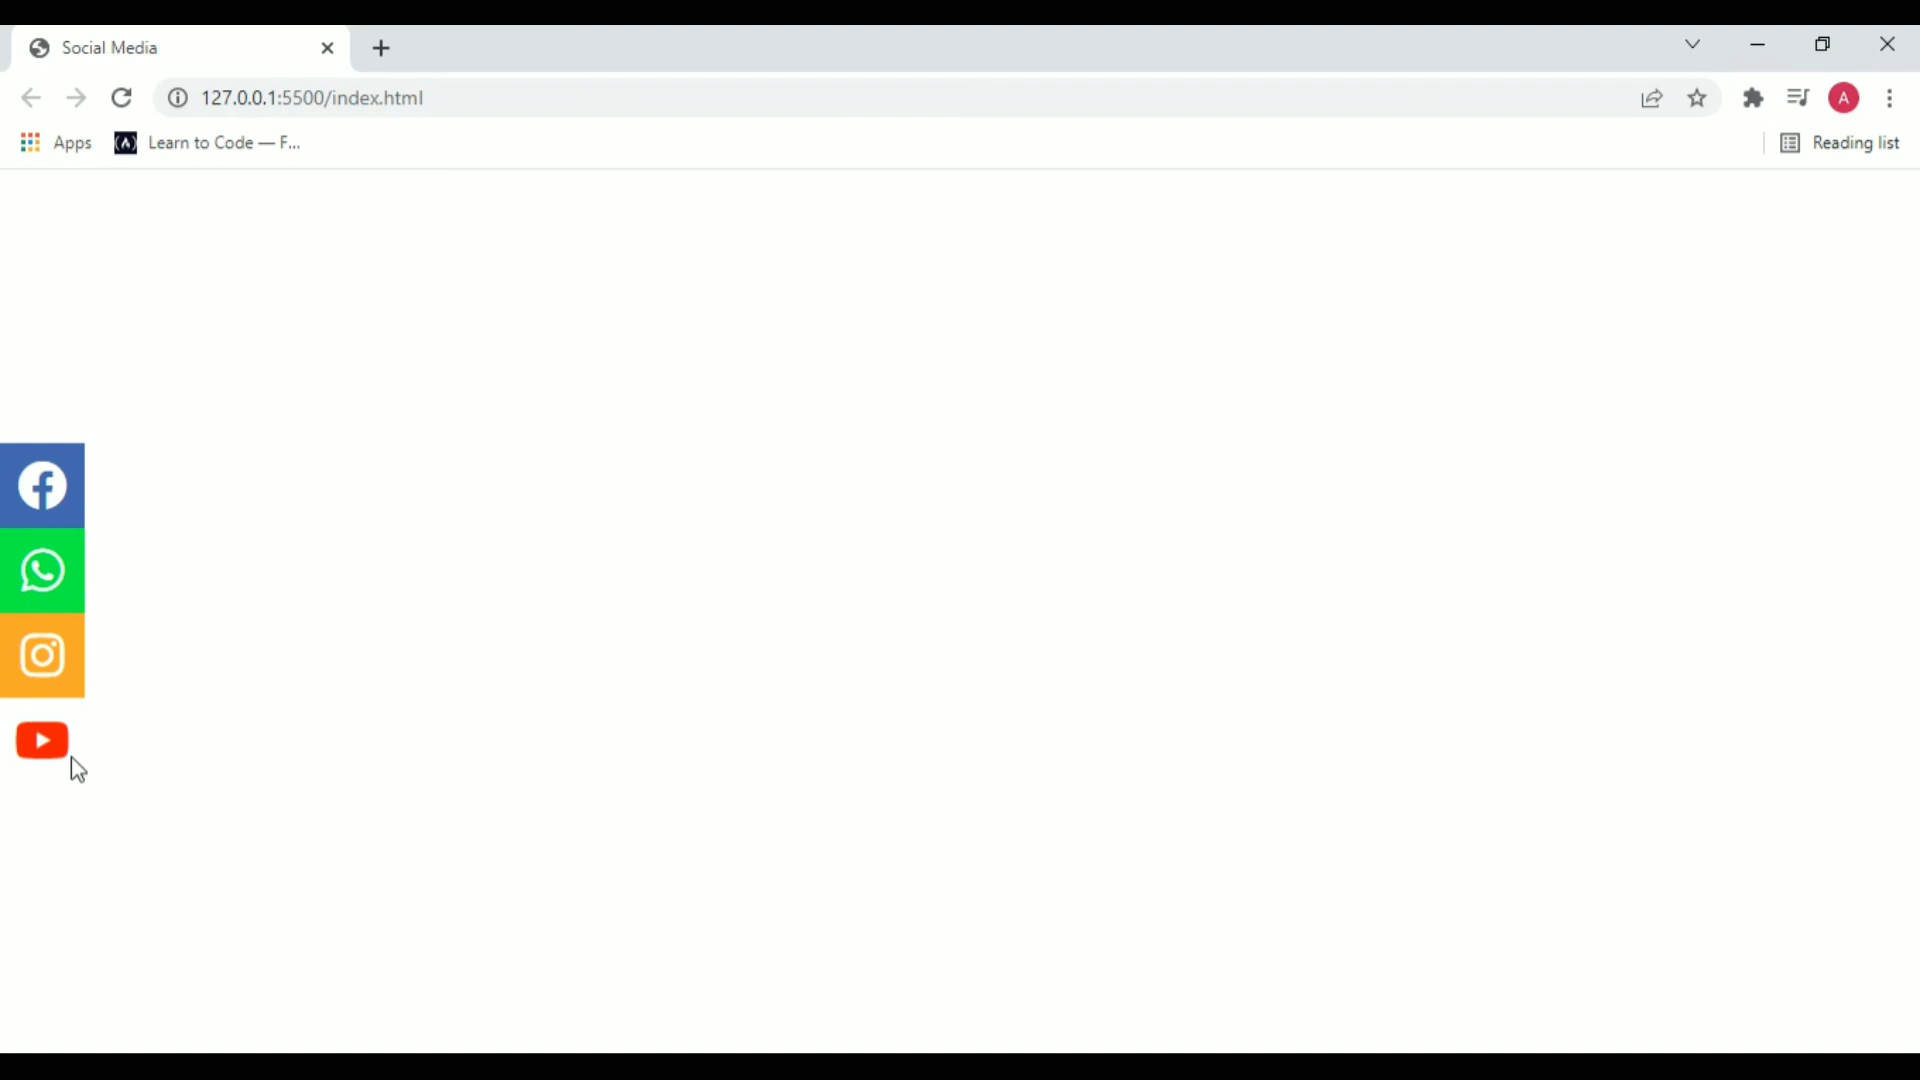 Social Media
127.0.0.1:5500/index.html
A
Apps
Learn to Code — F...
Reading list